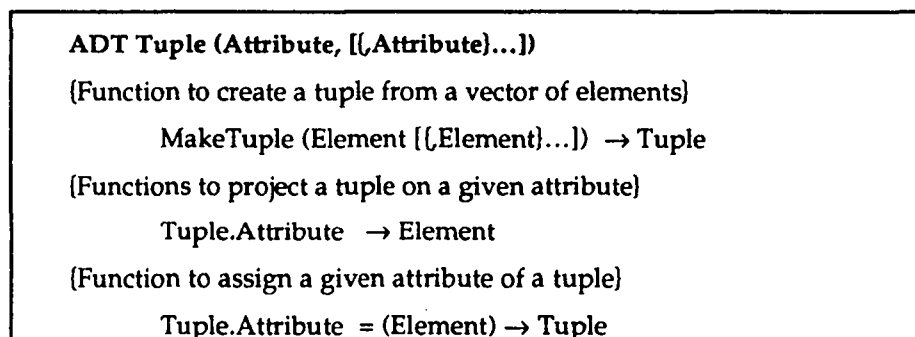 ADT Tuple (Attribute, [{,Attribute}...])
{Function to create a tuple from a vector of elements}
MakeTuple (Element [{,Element}...]) → Tuple
{Functions to project a tuple on a given attribute}
Tuple.Attribute → Element
{Function to assign a given attribute of a tuple}
Tuple.Attribute = (Element) → Tuple